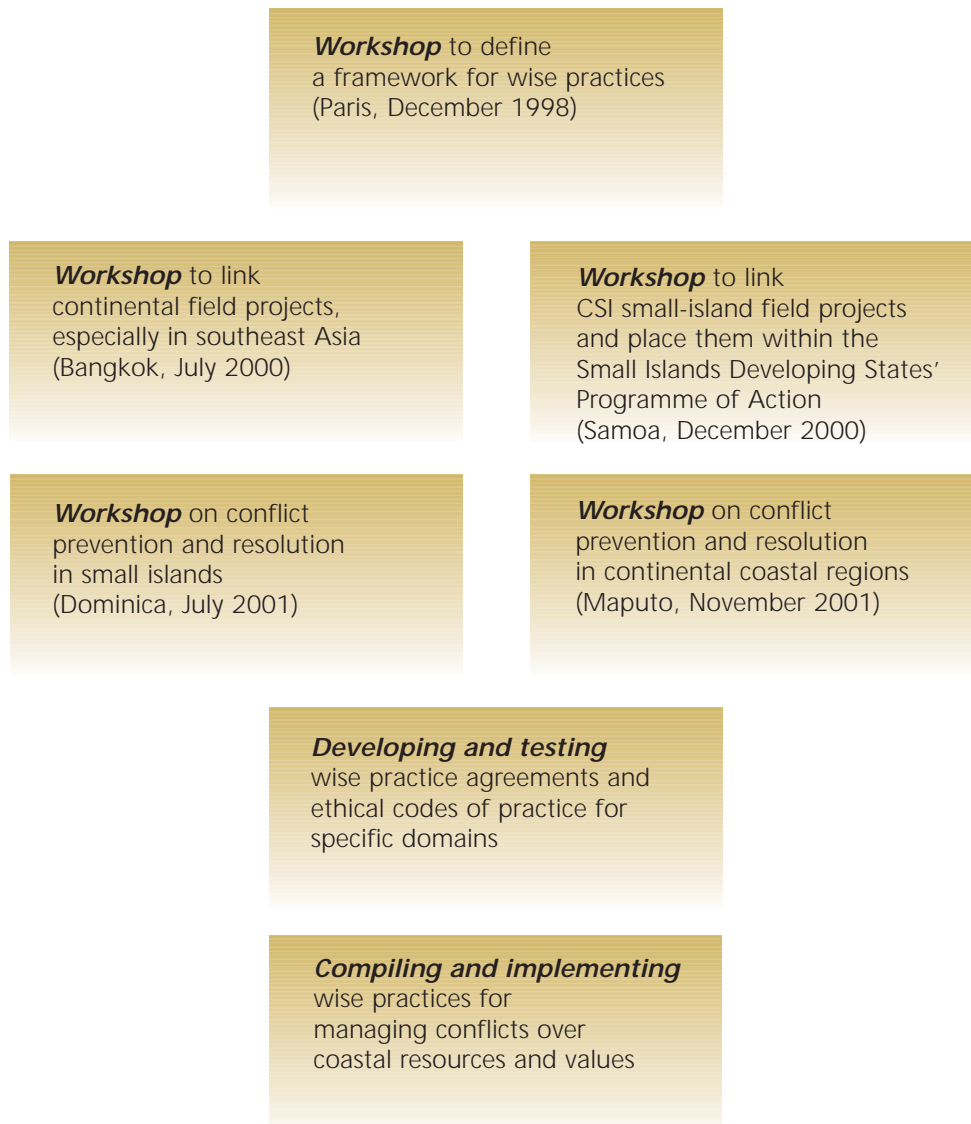 Workshop to define
a framework for wise practices
(Paris, December 1998)
Workshop to link
continental field projects,
especially in southeast Asia
(Bangkok, July 2000)
Workshop to link
CSI small-island field projects
and place them within the
Small Islands Developing States’
Programme of Action
(Samoa, December 2000)
Workshop on conflict
prevention and resolution
in small islands
(Dominica, July 2001)
Workshop on conflict
prevention and resolution
in continental coastal regions
(Maputo, November 2001)
Developing and testing
wise practice agreements and
ethical codes of practice for
specific domains
Compiling and implementing
wise practices for
managing conflicts over
coastal resources and values